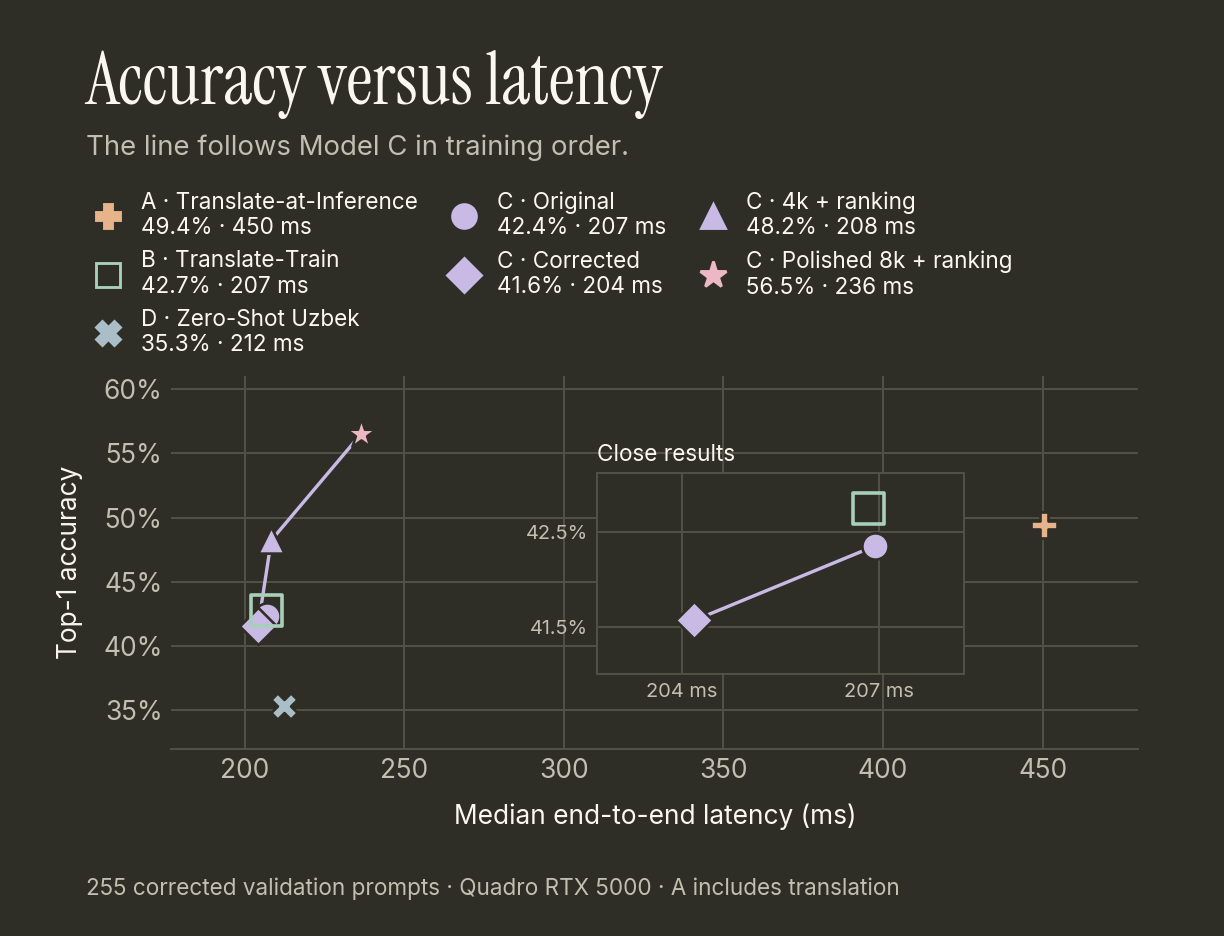 Accuracy versus latency
The line follows Model C in training order.
A · Translate-at-Inference
49.4% · 450 ms
B · Translate-Train
42.7% · 207 ms
D · Zero-Shot Uzbek
35.3% · 212 ms
C · Original
42.4% · 207 ms
C · Corrected
41.6% · 204 ms
C · 4k + ranking
48.2% · 208 ms
C · Polished 8k + ranking
56.5% · 236 ms
Top-1 accuracy
60%
55%
50%
45%
40%
35%
Close results
42.5%
41.5%
204 ms
207 ms
200
250
300
350
400
450
Median end-to-end latency (ms)
255 corrected validation prompts · Quadro RTX 5000 · A includes translation